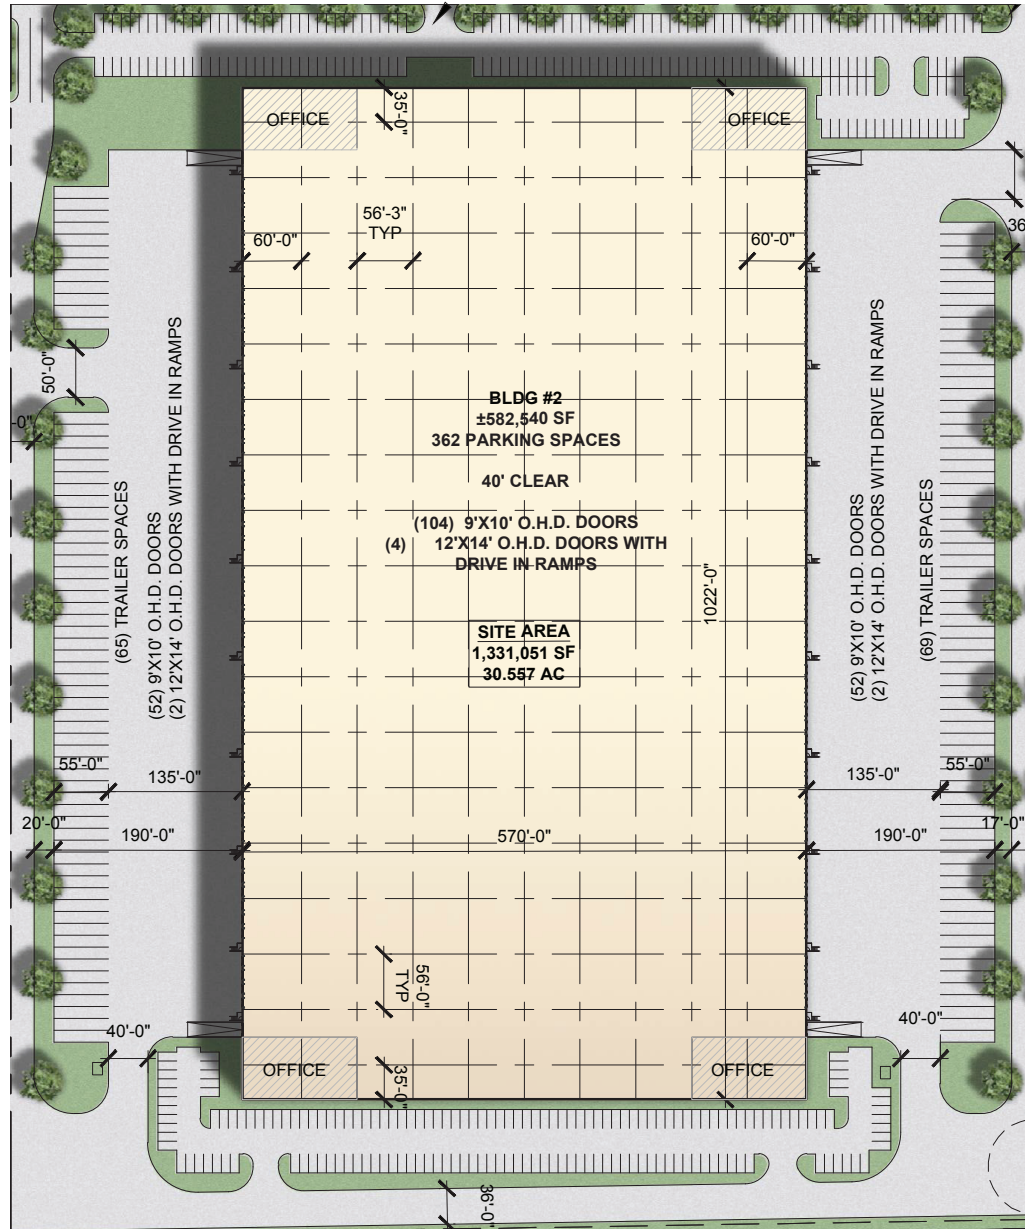 OFFICE
35'-0"
OFFICE
56'-3"
TYP
60'-0"
60'-0"
36
50'-0"
-0"
BLDG #2
±582,540 SF
362 PARKING SPACES
40' CLEAR
(104) 9'X10' O.H.D. DOORS
(4) 12'X14' O.H.D. DOORS WITH
DRIVE IN RAMPS
SITE AREA
1,331,051 SF
30.557 AC
1022'-0"
(65) TRAILER SPACES
(52) 9'X10' O.H.D. DOORS
(2) 12'X14' O.H.D. DOORS WITH DRIVE IN RAMPS
(52) 9'X10' O.H.D. DOORS
(2) 12'X14' O.H.D. DOORS WITH DRIVE IN RAMPS
(69) TRAILER SPACES
55'-0"
135'-0"
135'-0"
55'-0"
20'-0"
190'-0"
570'-0"
190'-0"
17'-0"
56'-0"
TYP
40'-0"
40'-0"
OFFICE
35'-0"
OFFICE
36'-0"